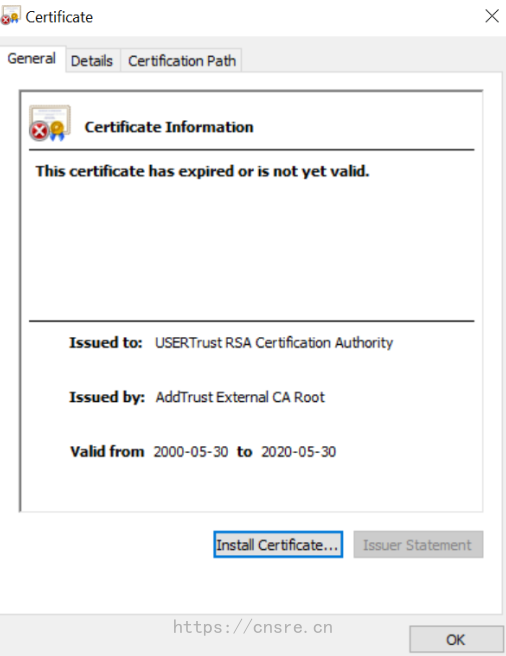 Certificate
General Details Certification Path
Certificate Information
This certificate has expired or is not yet valid.
Issued to: USERTrust RSA Certification Authority
Issued by: AddTrust External CA Root
Valid from 2000-05-30 to 2020-05-30
Install Certificate... Issuer Statement
https://cnsre.cn
OK